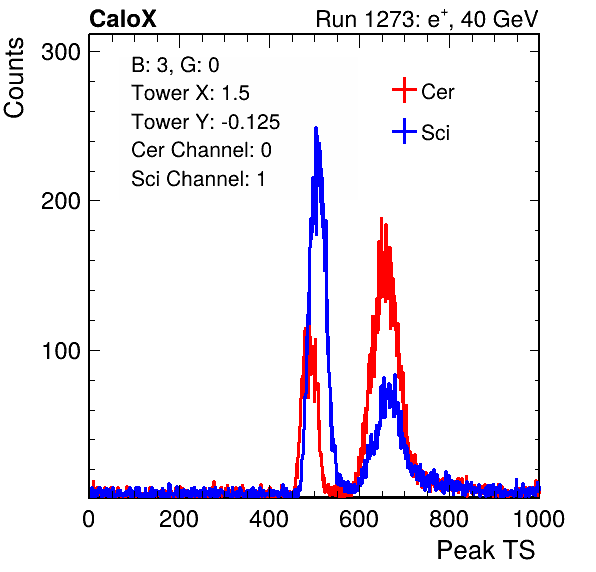 CaloX
Run 1273: e+, 40 GeV
Counts
300
200
100
B: 3, G: 0
Tower X: 1.5
Tower Y: -0.125
Cer Channel: 0
Sci Channel: 1
Cer
Sci
0 200 400 600 800 1000
Peak TS